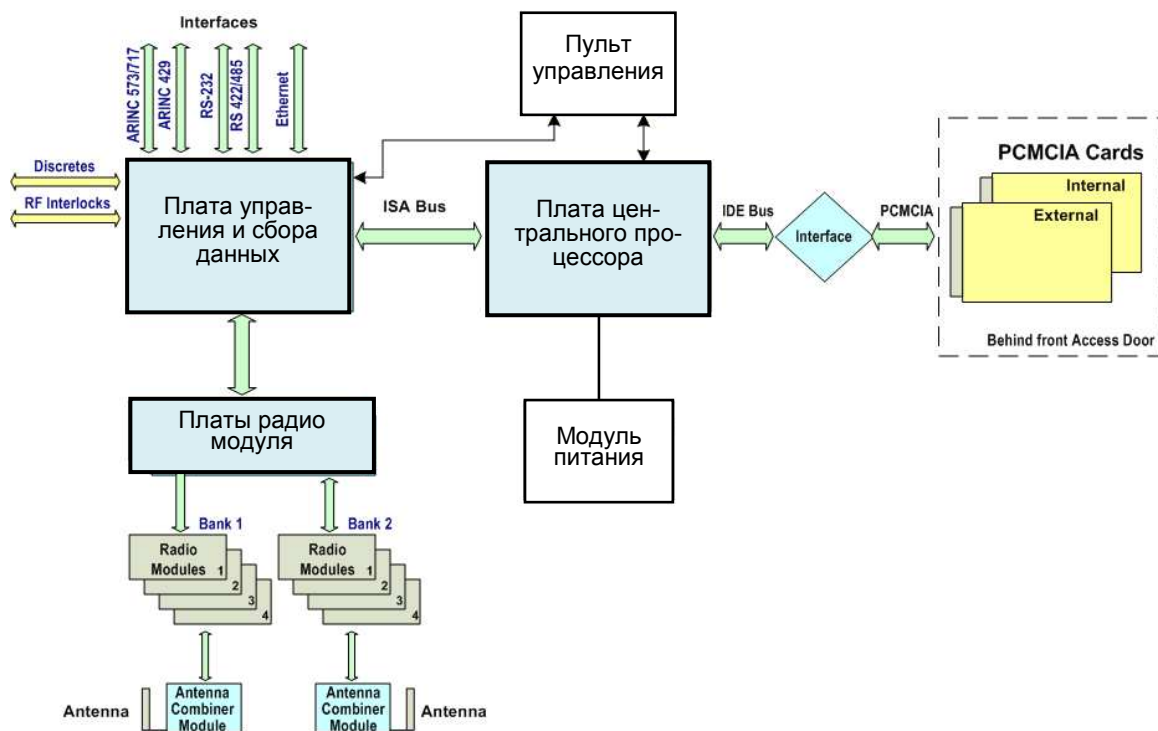 Interfaces
ARINC 573/717
ARINC 429
RS-232
RS 422/485
Ethernet
Пульт
управления
Discretes
RF Interlocks
Плата управ-
ления и сбора
данных
ISA Bus
Плата цен-
трального про-
цессора
IDE Bus
Interface
PCMCIA
PCMCIA Cards
Internal
External
Behind front Access Door
Платы радио
модуля
Модуль
питания
Bank 1
Bank 2
Radio
Modules 1
2
3
4
Radio
Modules 1
2
3
4
Antenna
Antenna
Combiner
Module
Antenna
Combiner
Module
Antenna